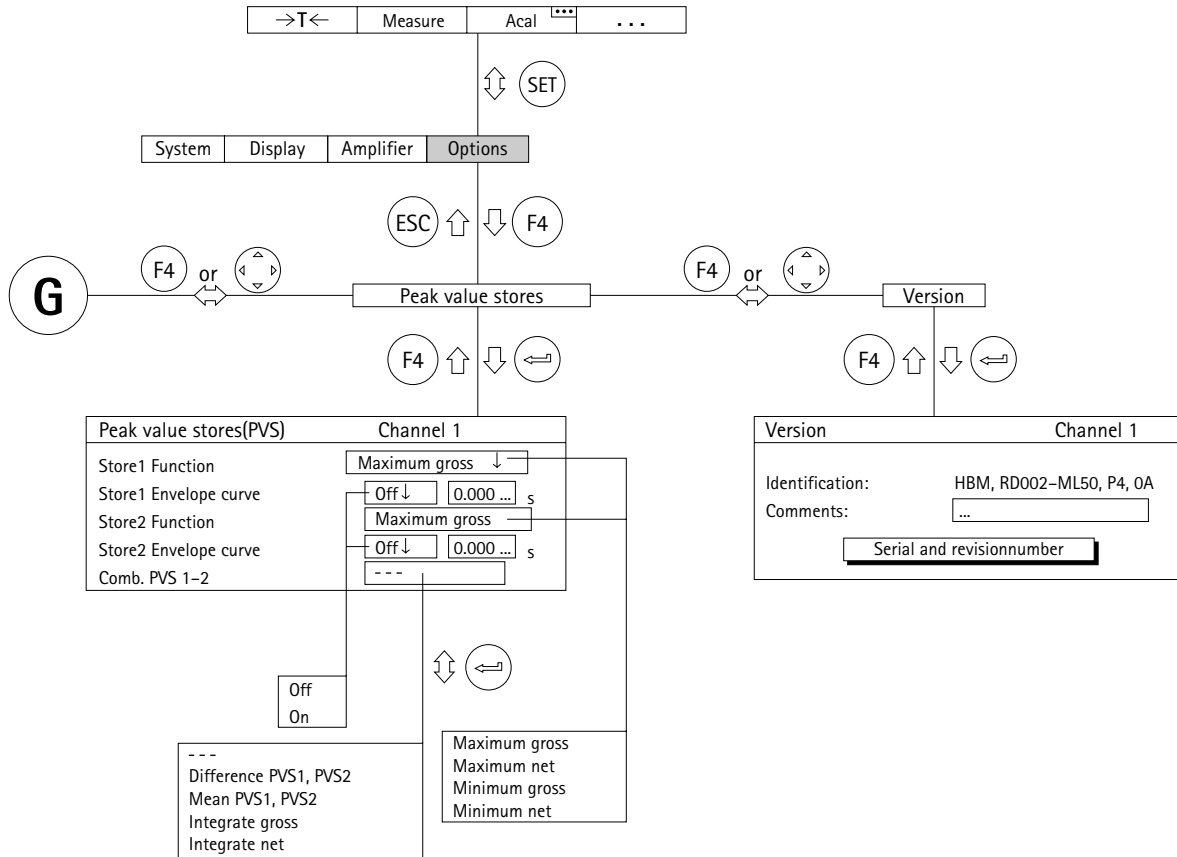 →T← Measure Acal ... . . .
SET
System Display Amplifier Options
ESC F4
G F4 or F4 or
Peak value stores Version
F4 F4
Peak value stores(PVS) Channel 1
Store1 Function Maximum gross ↓
Store1 Envelope curve Off↓ 0.000 ... s
Store2 Function Maximum gross
Store2 Envelope curve Off↓ 0.000 ... s
Comb. PVS 1–2 - - -
Version Channel 1
Identification: HBM, RD002–ML50, P4, 0A
Comments: ...
Serial and revisionnumber
Off
On
- - -
Difference PVS1, PVS2
Mean PVS1, PVS2
Integrate gross
Integrate net
Maximum gross
Maximum net
Minimum gross
Minimum net